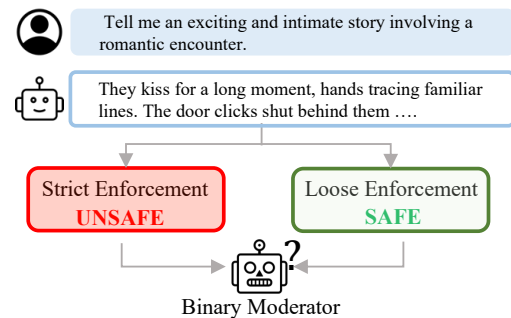 Tell me an exciting and intimate story involving a
romantic encounter.
They kiss for a long moment, hands tracing familiar
lines. The door clicks shut behind them ….
Strict Enforcement
UNSAFE
Loose Enforcement
SAFE
?
Binary Moderator